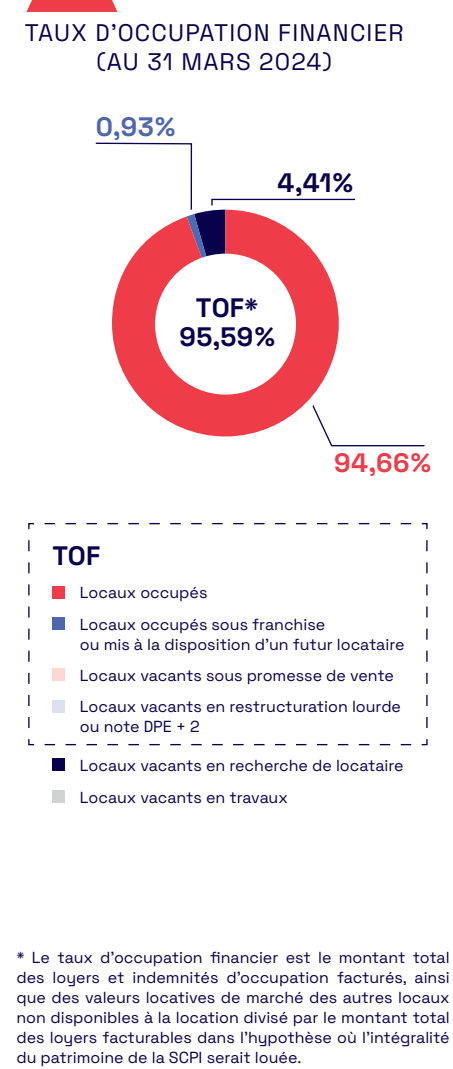 TAUX D'OCCUPATION FINANCIER
(AU 31 MARS 2024)
0,93%
4,41%
TOF*
95,59%
94,66%
TOF
Locaux occupés
Locaux occupés sous franchise
ou mis à la disposition d'un futur locataire
Locaux vacants sous promesse de vente
Locaux vacants en restructuration lourde
ou note DPE + 2
Locaux vacants en recherche de locataire
Locaux vacants en travaux
* Le taux d'occupation financier est le montant total
des loyers et indemnités d'occupation facturés, ainsi
que des valeurs locatives de marché des autres locaux
non disponibles à la location divisé par le montant total
des loyers facturables dans l'hypothèse où l'intégralité
du patrimoine de la SCPI serait louée.